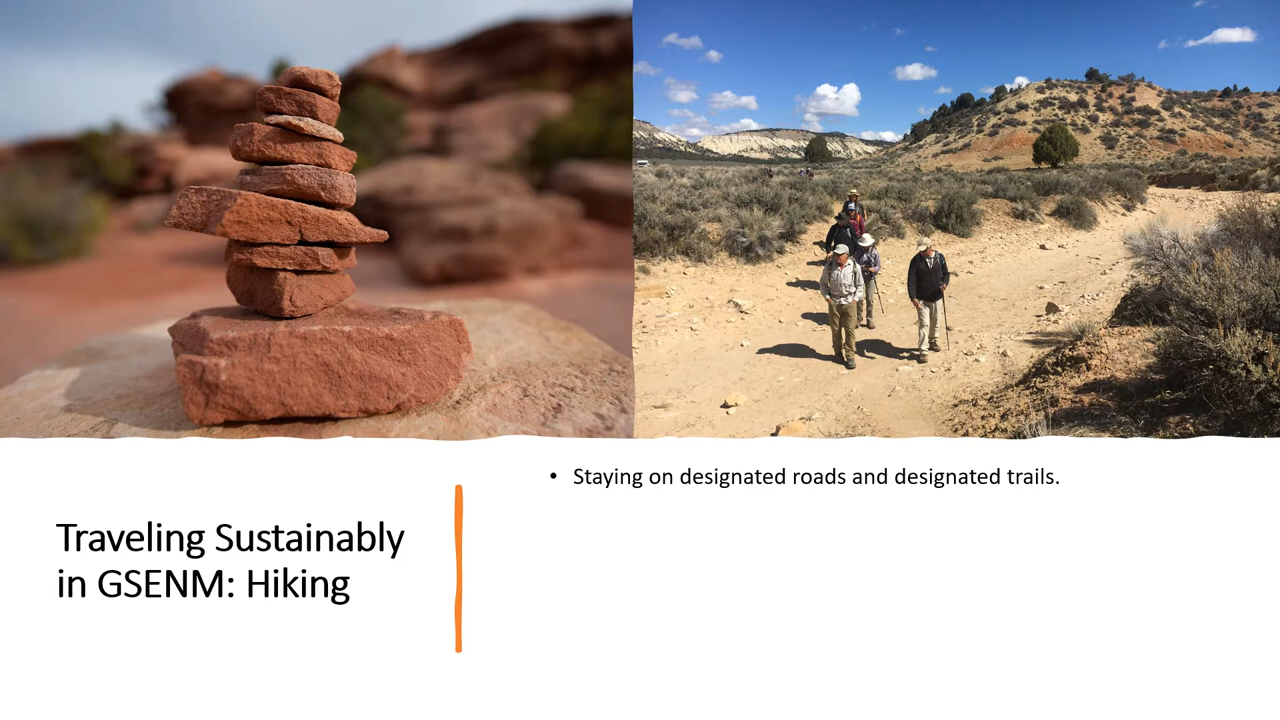 Traveling Sustainably
in GSENM: Hiking
• Staying on designated roads and designated trails.